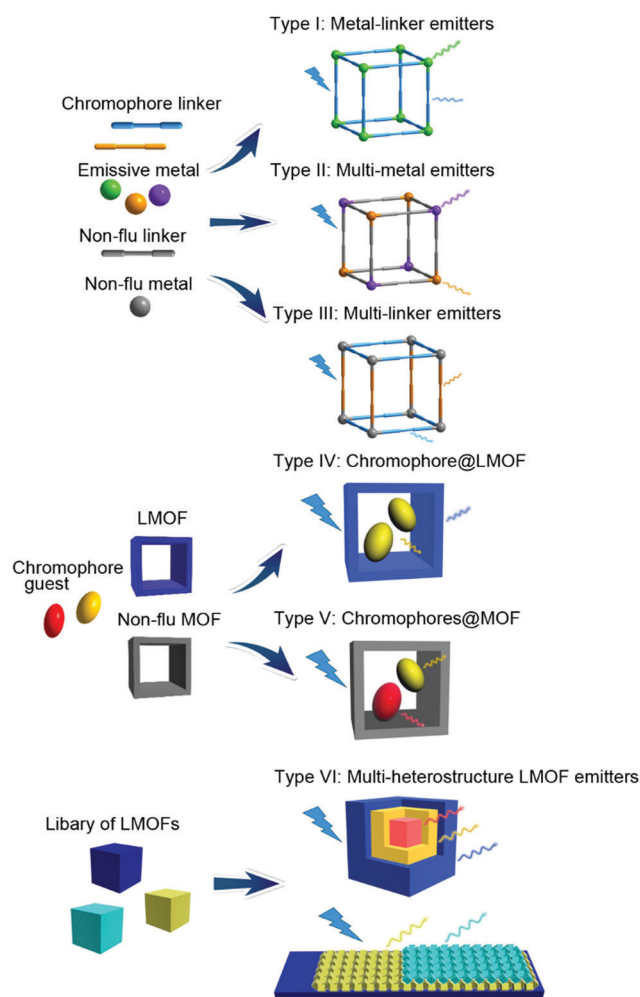 Type I: Metal-linker emitters
Chromophore linker
Emissive metal
Type II: Multi-metal emitters
Non-flu linker
Non-flu metal
Type III: Multi-linker emitters
Type IV: Chromophore@LMOF
LMOF
Chromophore
guest
Non-flu MOF
Type V: Chromophores@MOF
Type VI: Multi-heterostructure LMOF emitters
Libary of LMOFs